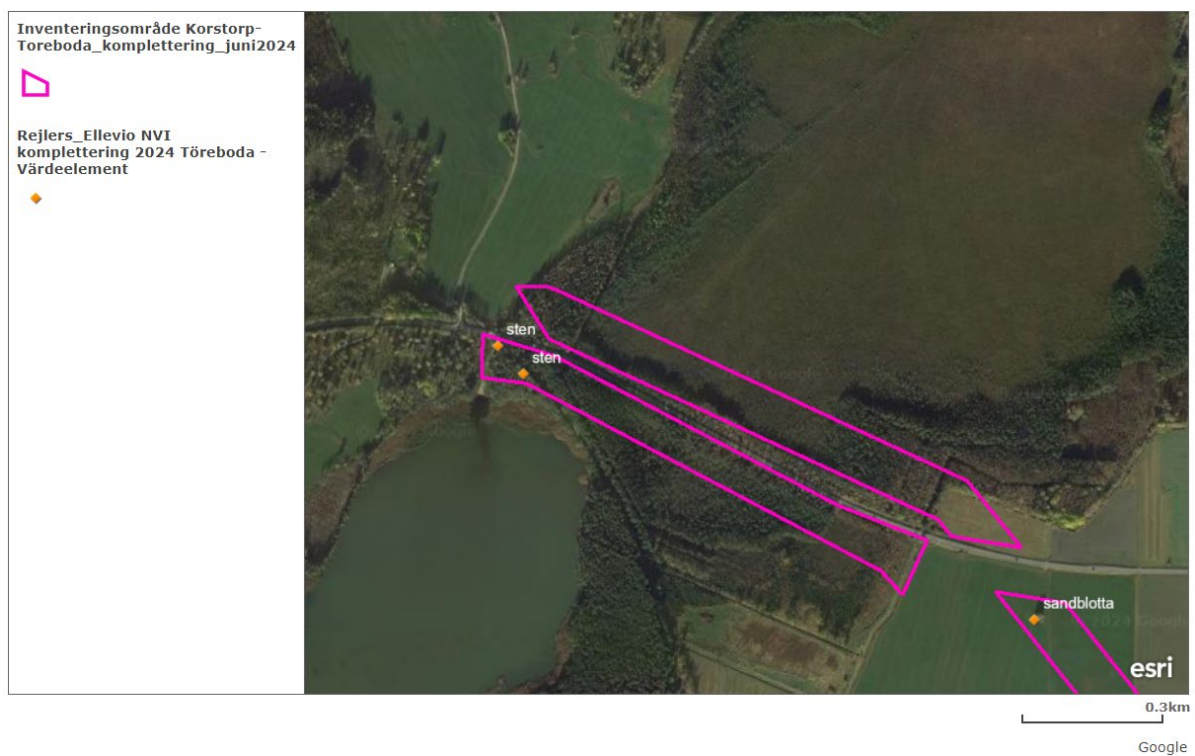 Inventeringsområde Korstorp-
Toreboda_komplettering_juni2024
Rejlers_Ellevio NVI
komplettering 2024 Töreboda -
Värdeelement
sten
sten
sandblotta
esri
0.3km
Google